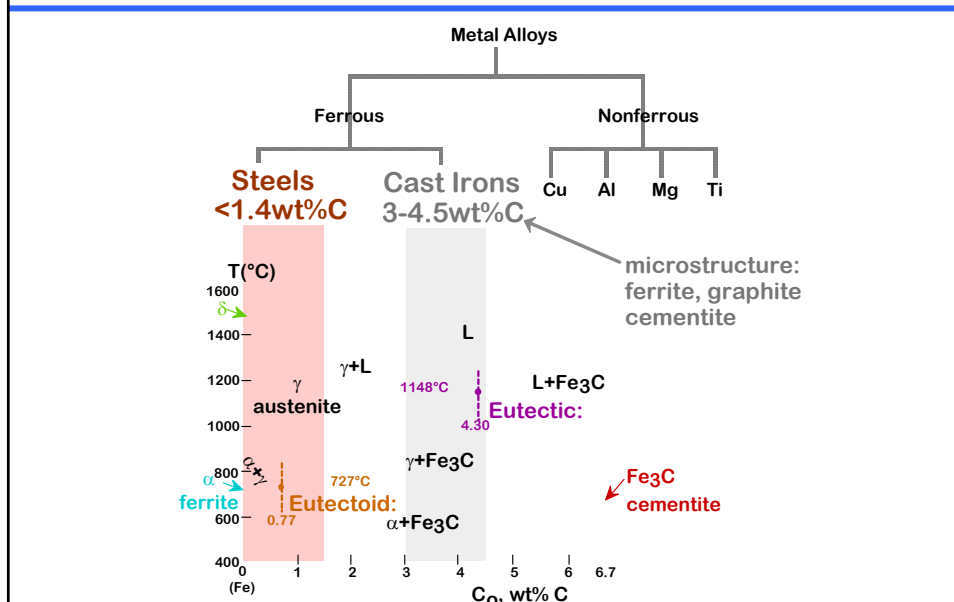 Metal Alloys
Ferrous
Nonferrous
Steels
<1.4wt%C
Cast Irons
3-4.5wt%C
Cu
Al
Mg
Ti
microstructure:
ferrite, graphite
cementite
T(°C)
1600
δ
1400
L
γ+L
1200
γ
austenite
1148°C
L+Fe3C
Eutectic:
1000
4.30
γ+Fe3C
800
α+γ
α
ferrite
727°C
Eutectoid:
Fe3C
cementite
600
0.77
α+Fe3C
400
0
1
2
3
4
5
6
6.7
(Fe)
Co, wt% C